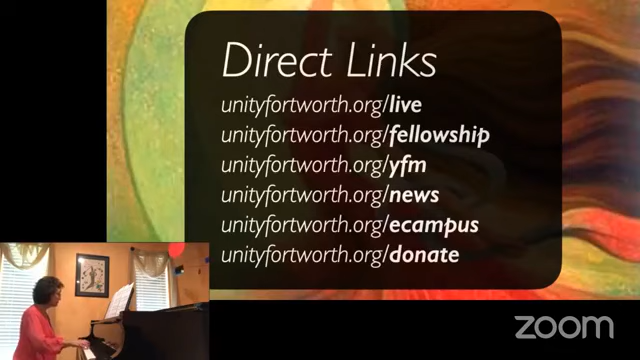 Direct Links
unityfortworth.org/live
unityfortworth.org/fellowship
unityfortworth.org/yfm
unityfortworth.org/news
unityfortworth.org/ecampus
unityfortworth.org/donate
zoom